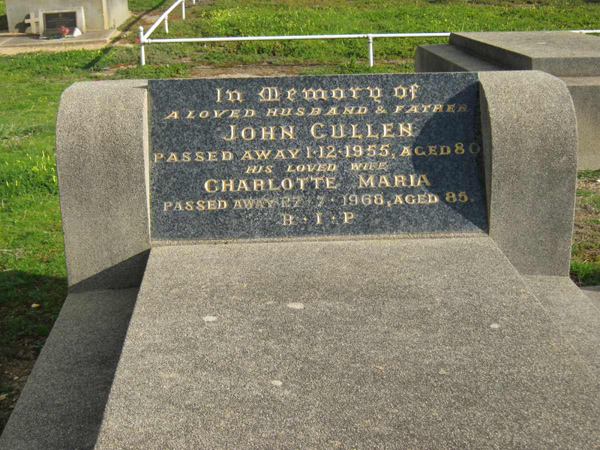 In Memory of
A LOVED HUSBAND & FATHER
JOHN CULLEN
PASSED AWAY 1·12·1955, AGED 80
HIS LOVED WIFE
CHARLOTTE MARIA
PASSED AWAY 27·7·1968, AGED 85.
R·I·P